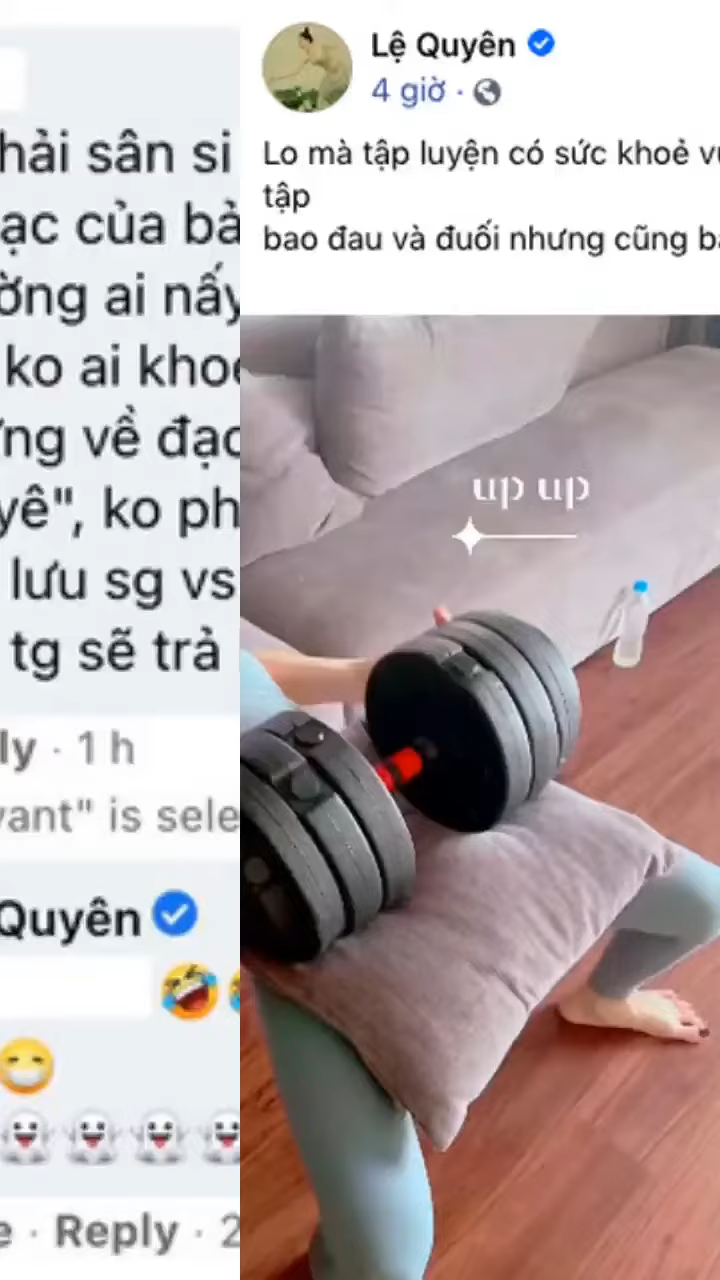 hải sân si
ạc của bả
ờng ai nấy
ko ai khoe
ng về đạo
yê", ko ph
lưu sg vs
tg sẽ trả
ly · 1 h
vant" is sele
Quyên
e · Reply · 2
Lệ Quyên
4 giờ ·
Lo mà tập luyện có sức khoẻ vu
tập
bao đau và đuối nhưng cũng ba
up up